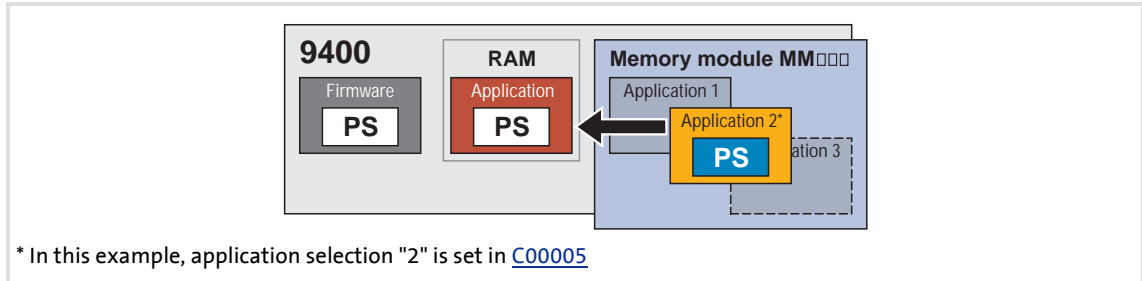 9400
RAM
Memory module MM□□□
Firmware
PS
Application
PS
Application 1
Application 2*
PS
ation 3
* In this example, application selection "2" is set in C00005